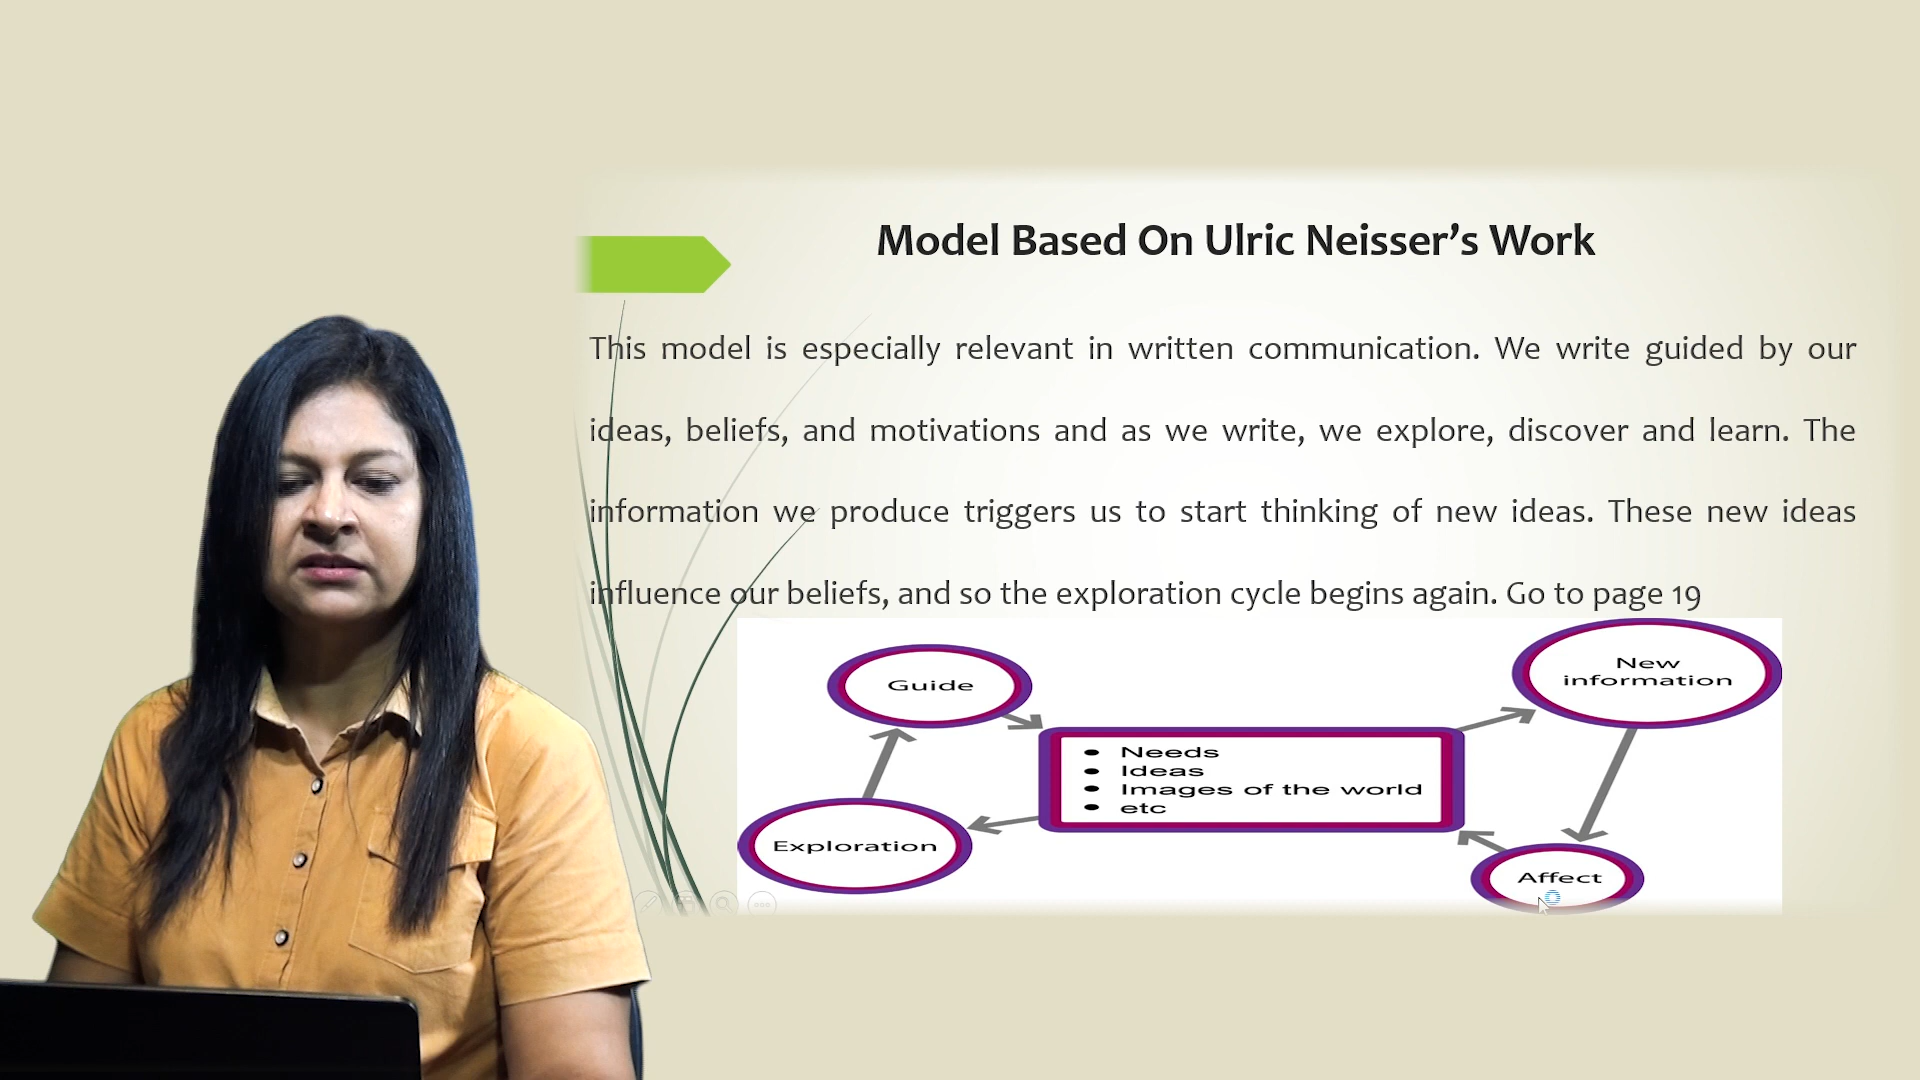 Model Based On Ulric Neisser’s Work
This model is especially relevant in written communication. We write guided by our
ideas, beliefs, and motivations and as we write, we explore, discover and learn. The
information we produce triggers us to start thinking of new ideas. These new ideas
influence our beliefs, and so the exploration cycle begins again. Go to page 19
Guide
New
information
• Needs
• Ideas
• Images of the world
• etc
Exploration
Affect